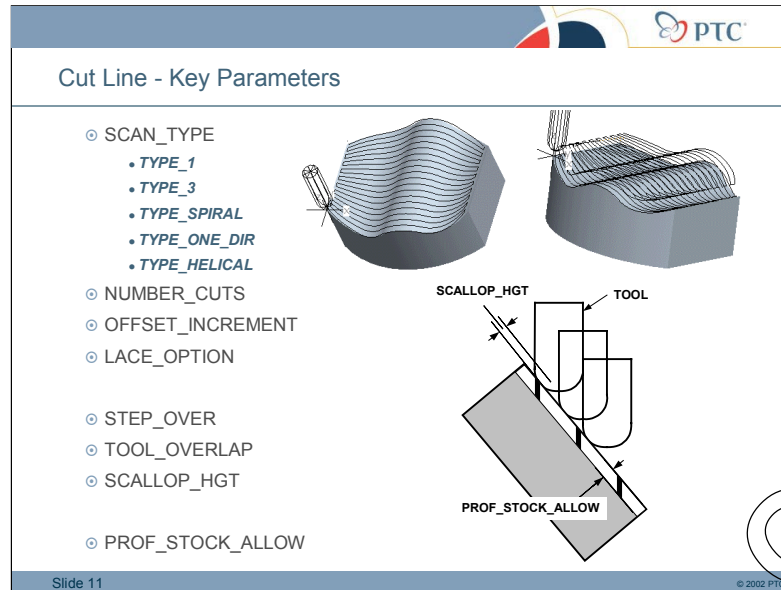 PTC
Cut Line - Key Parameters
SCAN_TYPE
TYPE_1
TYPE_3
TYPE_SPIRAL
TYPE_ONE_DIR
TYPE_HELICAL
NUMBER_CUTS
OFFSET_INCREMENT
LACE_OPTION
STEP_OVER
TOOL_OVERLAP
SCALLOP_HGT
PROF_STOCK_ALLOW
SCALLOP_HGT
TOOL
PROF_STOCK_ALLOW
Slide 11
© 2002 PTC